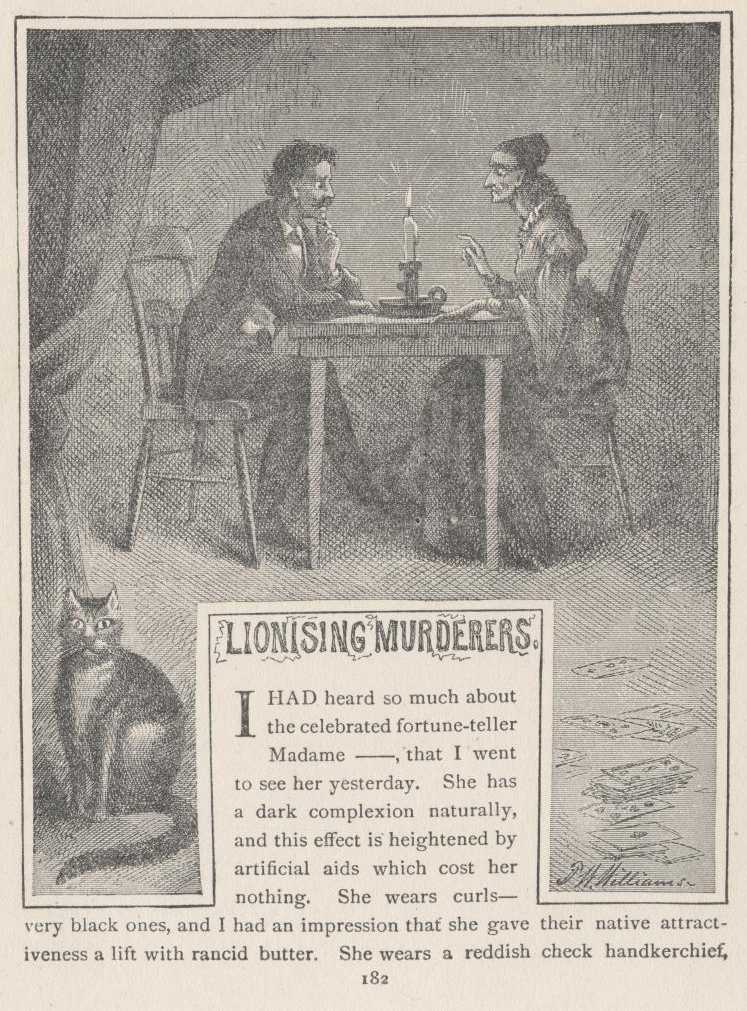 LIONISING MURDERERS.
I HAD heard so much about
the celebrated fortune-teller
Madame ——, that I went
to see her yesterday. She has
a dark complexion naturally,
and this effect is heightened by
artificial aids which cost her
nothing. She wears curls—
very black ones, and I had an impression that she gave their native attract-
iveness a lift with rancid butter. She wears a reddish check handkerchief,
T. W. Williams.
182